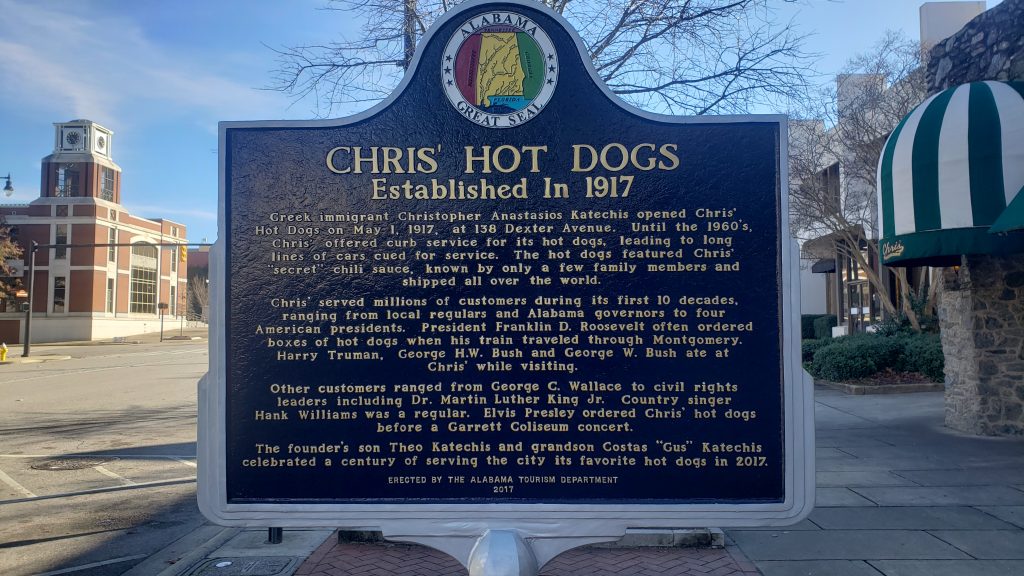 ALABAMA
GREAT SEAL
CHRIS' HOT DOGS
Established In 1917
Greek immigrant Christopher Anastasios Katechis opened Chris'
Hot Dogs on May 1, 1917, at 138 Dexter Avenue. Until the 1960's,
Chris' offered curb service for its hot dogs, leading to long
lines of cars cued for service. The hot dogs featured Chris'
"secret" chili sauce, known by only a few family members and
shipped all over the world.
Chris' served millions of customers during its first 10 decades,
ranging from local regulars and Alabama governors to four
American presidents. President Franklin D. Roosevelt often ordered
boxes of hot dogs when his train traveled through Montgomery.
Harry Truman, George H.W. Bush and George W. Bush ate at
Chris' while visiting.
Other customers ranged from George C. Wallace to civil rights
leaders including Dr. Martin Luther King Jr. Country singer
Hank Williams was a regular. Elvis Presley ordered Chris' hot dogs
before a Garrett Coliseum concert.
The founder's son Theo Katechis and grandson Costas "Gus" Katechis
celebrated a century of serving the city its favorite hot dogs in 2017.
ERECTED BY THE ALABAMA TOURISM DEPARTMENT
2017
Chris'